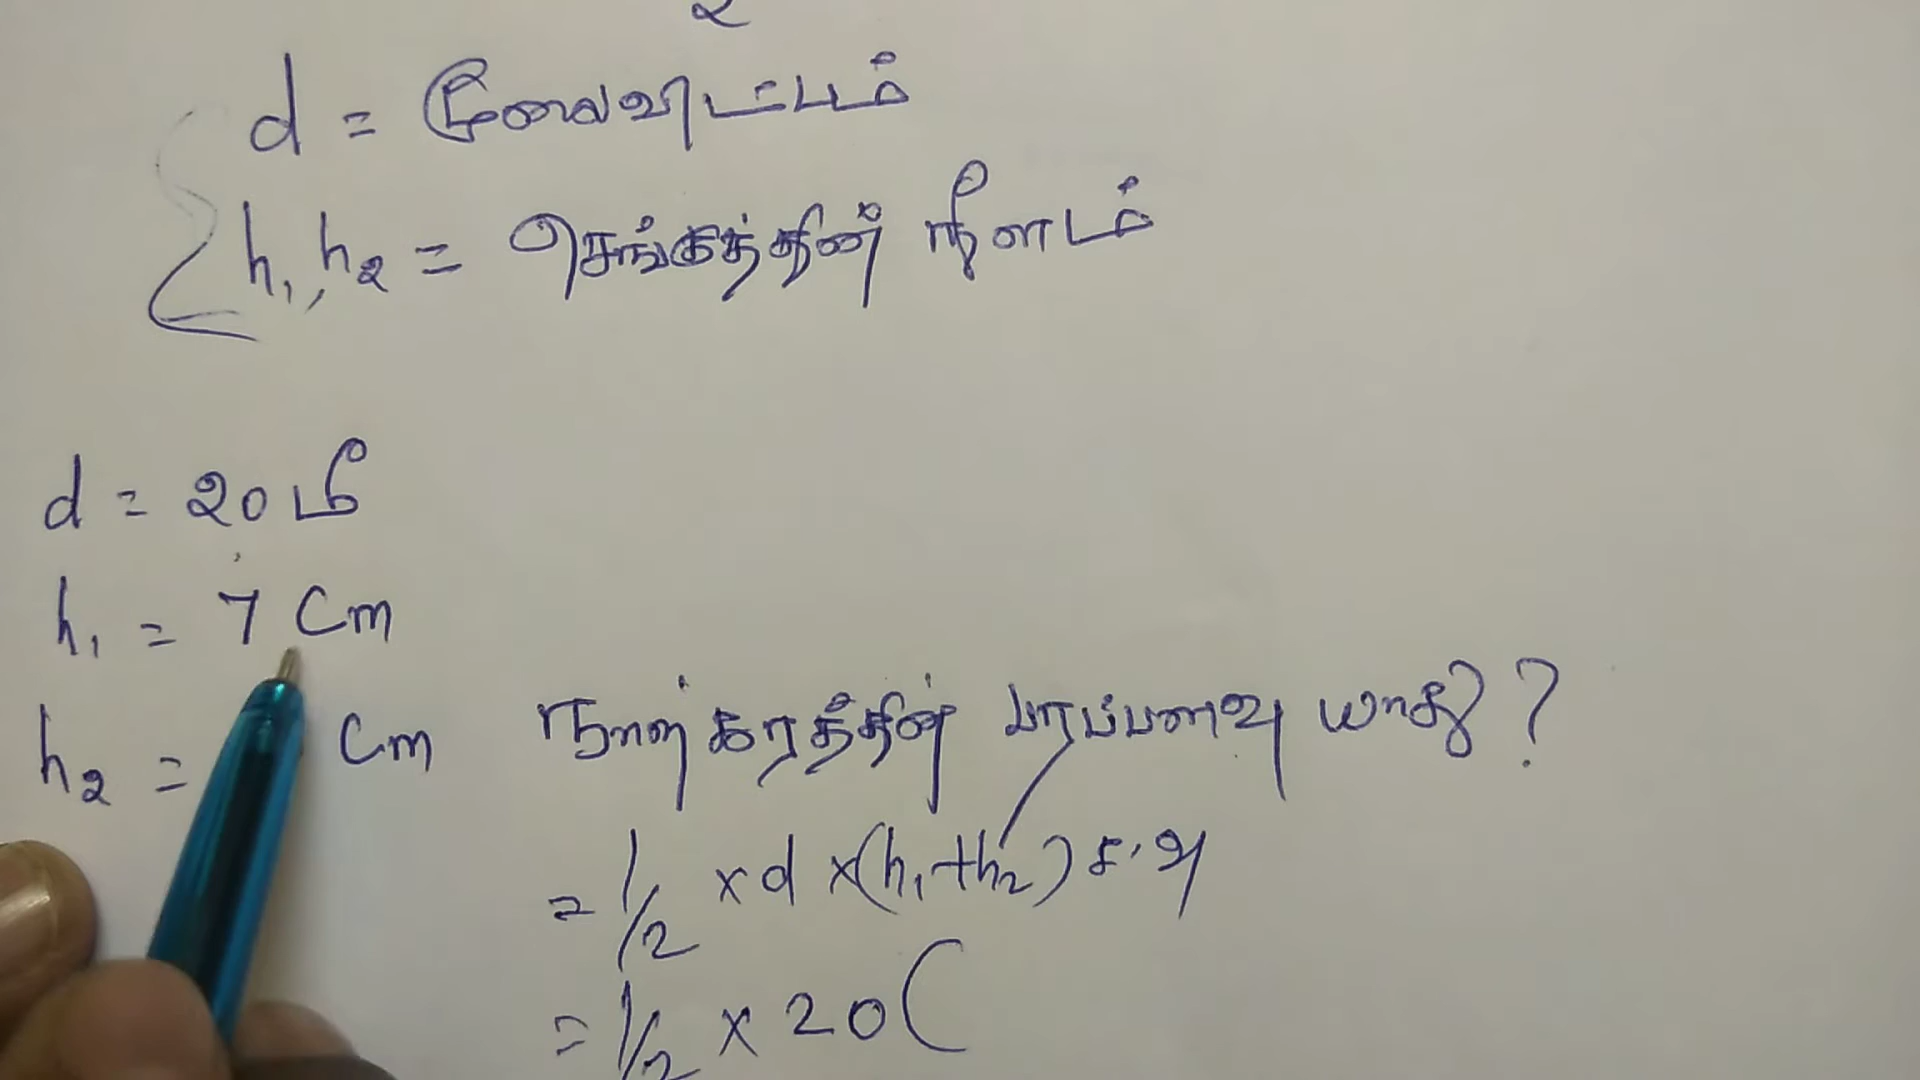 2
d = மூலைவிட்டம்
h1, h2 = செங்குத்தின் நீளம்
d = 20 மீ
h1 = 7 cm
h2 = cm நாற்கரத்தின் பரப்பளவு யாது?
= 1/2 × d ×(h1+h2) ச.அ
= 1/2 × 20 (